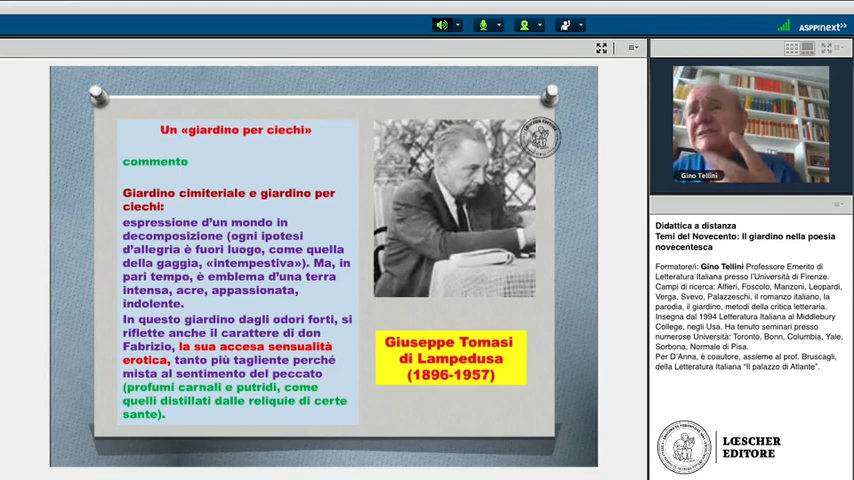 ASPPInext>>
Un «giardino per ciechi»
commento
Giardino cimiteriale e giardino per
ciechi:
espressione d'un mondo in
decomposizione (ogni ipotesi
d'allegria è fuori luogo, come quella
della gaggia, «intempestiva»). Ma, in
pari tempo, è emblema d'una terra
intensa, acre, appassionata,
indolente.
In questo giardino dagli odori forti, si
riflette anche il carattere di don
Fabrizio, la sua accesa sensualità
erotica, tanto più tagliente perché
mista al sentimento del peccato
(profumi carnali e putridi, come
quelli distillati dalle reliquie di certe
sante).
Giuseppe Tomasi
di Lampedusa
(1896-1957)
Gino Tellini
Didattica a distanza
Temi del Novecento: Il giardino nella poesia
novecentesca
Formatore/i: Gino Tellini Professore Emerito di
Letteratura Italiana presso l'Università di Firenze.
Campi di ricerca: Alfieri, Foscolo, Manzoni, Leopardi,
Verga, Svevo, Palazzeschi, il romanzo italiano, la
parodia, il giardino, metodi della critica letteraria.
Insegna dal 1994 Letteratura Italiana al Middlebury
College, negli Usa. Ha tenuto seminari presso
numerose Università: Toronto, Bonn, Columbia, Yale,
Sorbona, Normale di Pisa.
Per D'Anna, è coautore, assieme al prof. Bruscagli,
della Letteratura Italiana "Il palazzo di Atlante".
LŒSCHER
EDITORE